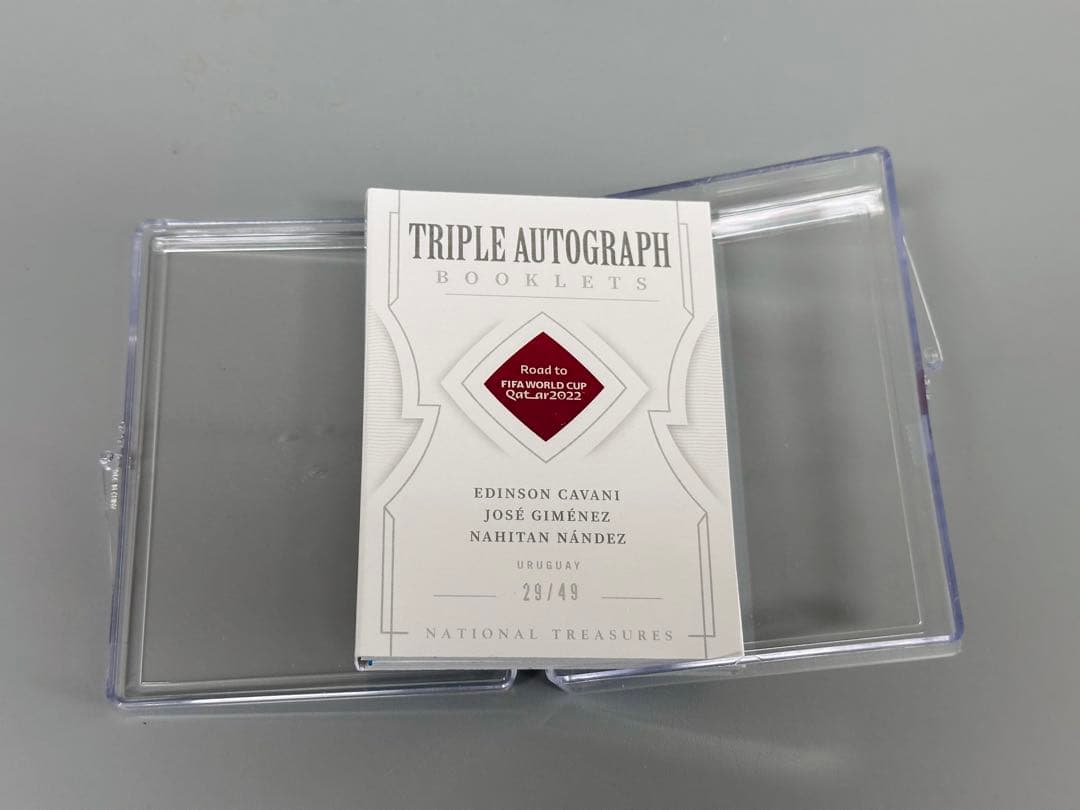 TRIPLE AUTOGRAPH
BOOKLETS
Road to
FIFA WORLD CUP
Qatar2022
EDINSON CAVANI
JOSÉ GIMÉNEZ
NAHITAN NÁNDEZ
URUGUAY
29/49
NATIONAL TREASURES